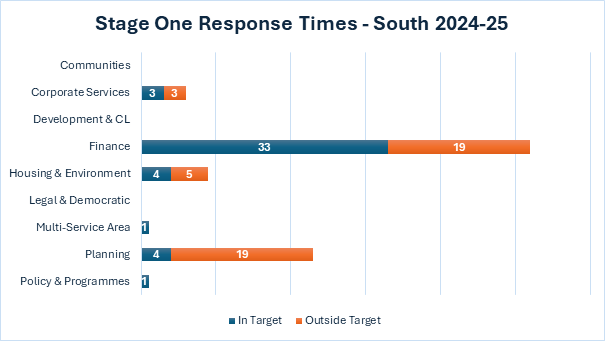 Stage One Response Times - South 2024-25
Communities
Corporate Services 3 3
Development & CL
Finance 33 19
Housing & Environment 4 5
Legal & Democratic
Multi-Service Area 1
Planning 4 19
Policy & Programmes 1
In Target Outside Target